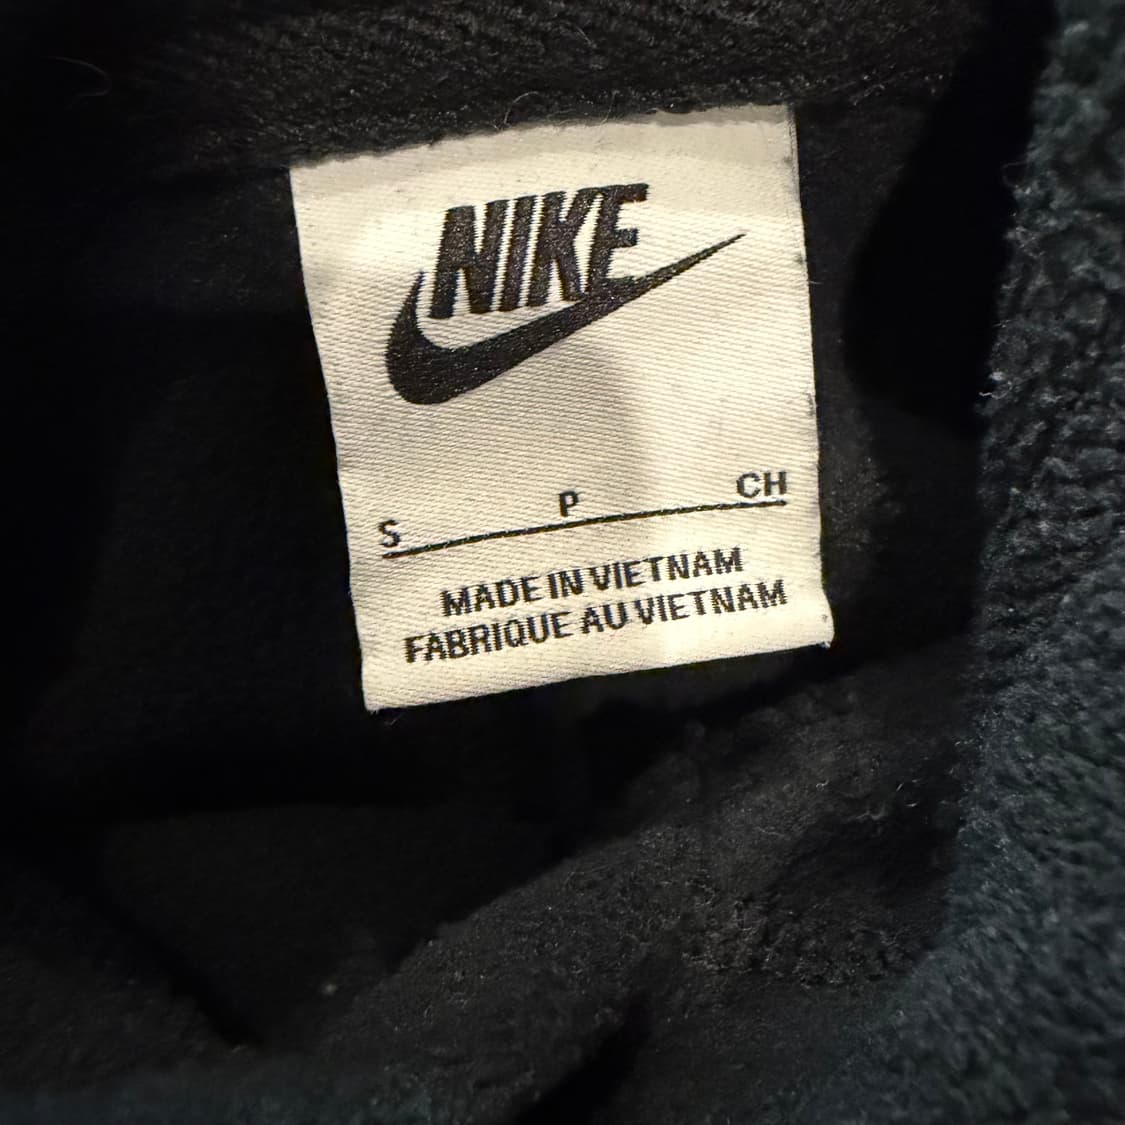 NIKE
S P CH
MADE IN VIETNAM
FABRIQUE AU VIETNAM